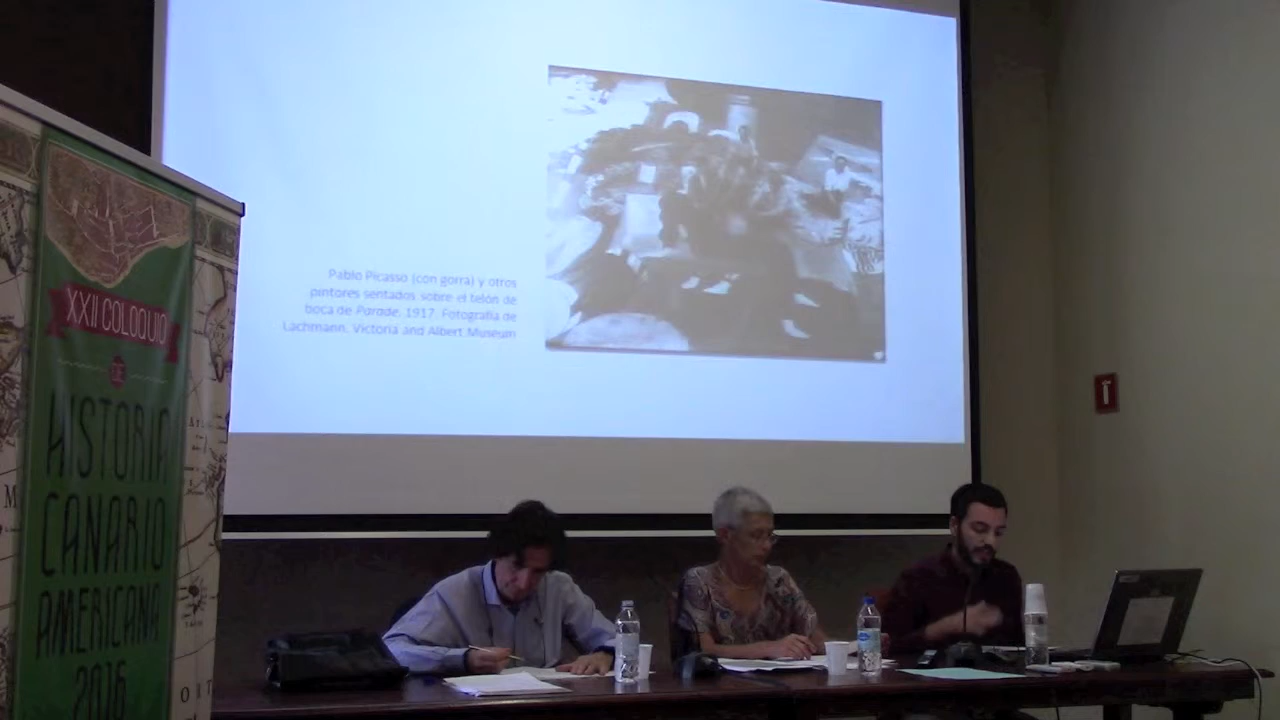 Pablo Picasso (con gorra) y otros
pintores sentados sobre el telón de
boca de Parade. 1917. Fotografía de
Lachmann. Victoria and Albert Museum
XXII COLOQUIO
DE
HISTORIA
CANARIO
AMERICANA
2016